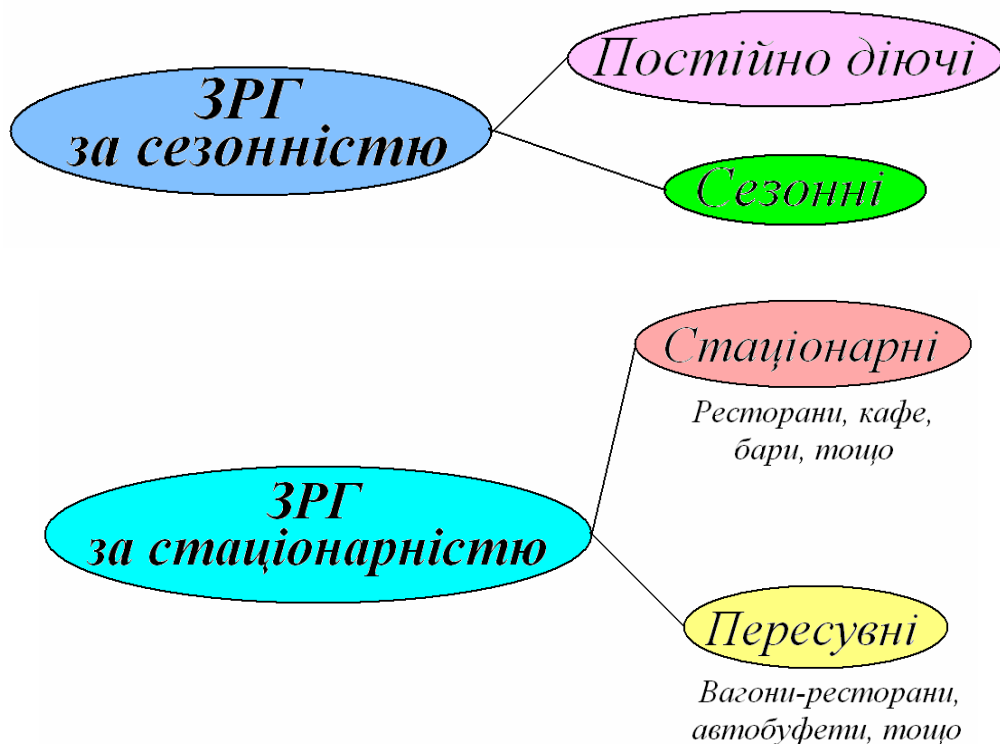 ЗРГ
за сезонністю
Постійно діючі
Сезонні
ЗРГ
за стаціонарністю
Стаціонарні
Ресторани, кафе,
бари, тощо
Пересувні
Вагони-ресторани,
автобуфети, тощо